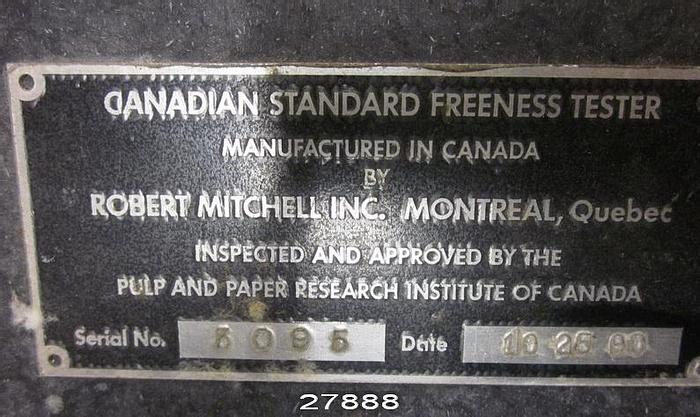 CANADIAN STANDARD FREENESS TESTER
MANUFACTURED IN CANADA
BY
ROBERT MITCHELL INC. MONTREAL, Quebec
INSPECTED AND APPROVED BY THE
PULP AND PAPER RESEARCH INSTITUTE OF CANADA
Serial No. Date
27888